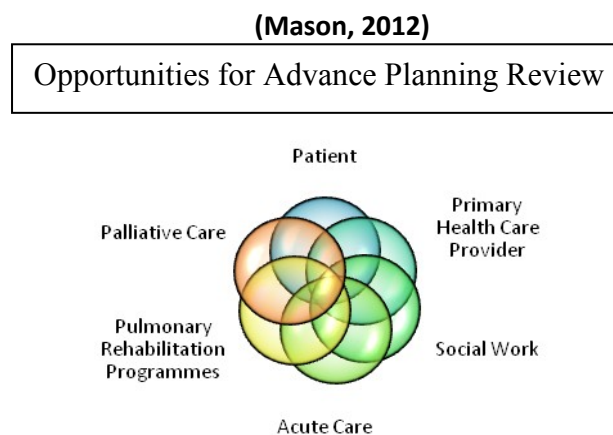 (Mason, 2012)
Opportunities for Advance Planning Review
Patient
Primary
Health Care
Provider
Social Work
Acute Care
Pulmonary
Rehabilitation
Programmes
Palliative Care